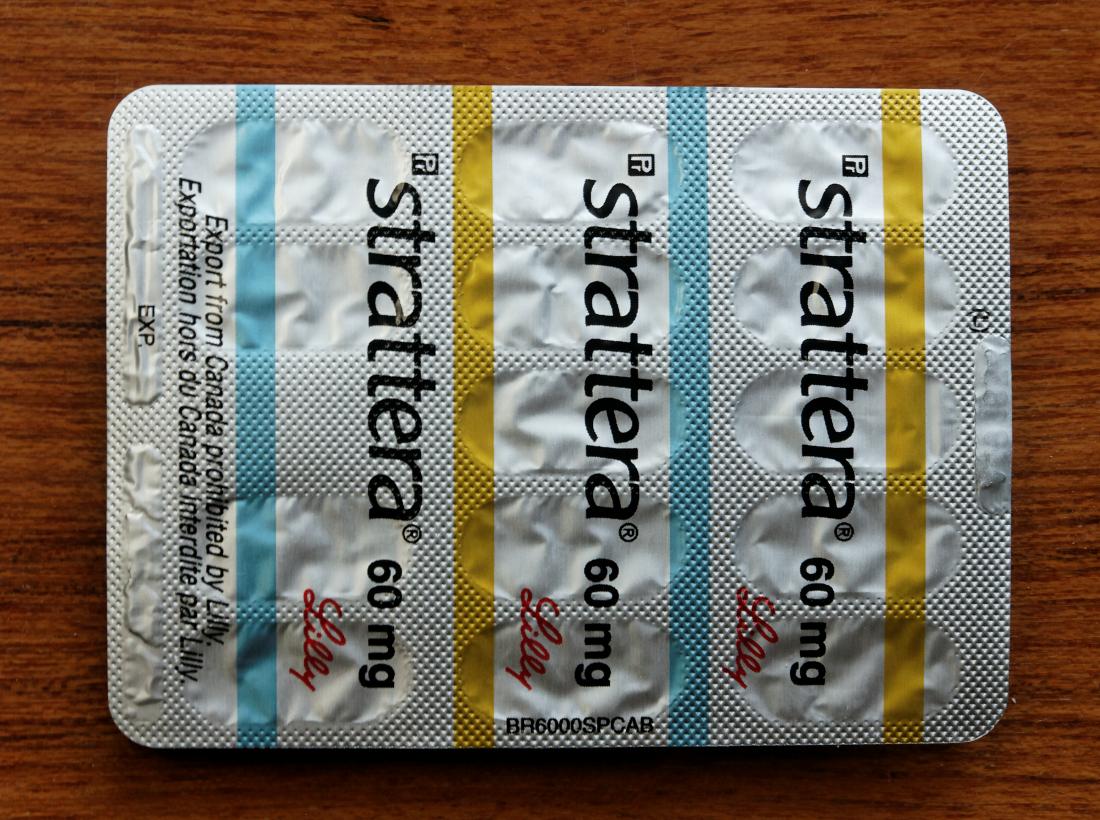 (L)
Pr strattera® 60 mg
Lilly
Pr strattera® 60 mg
Lilly
Pr strattera® 60 mg
Lilly
Export from Canada prohibited by Lilly.
Exportation hors du Canada interdite par Lilly
EXP
BR6000SPCAB